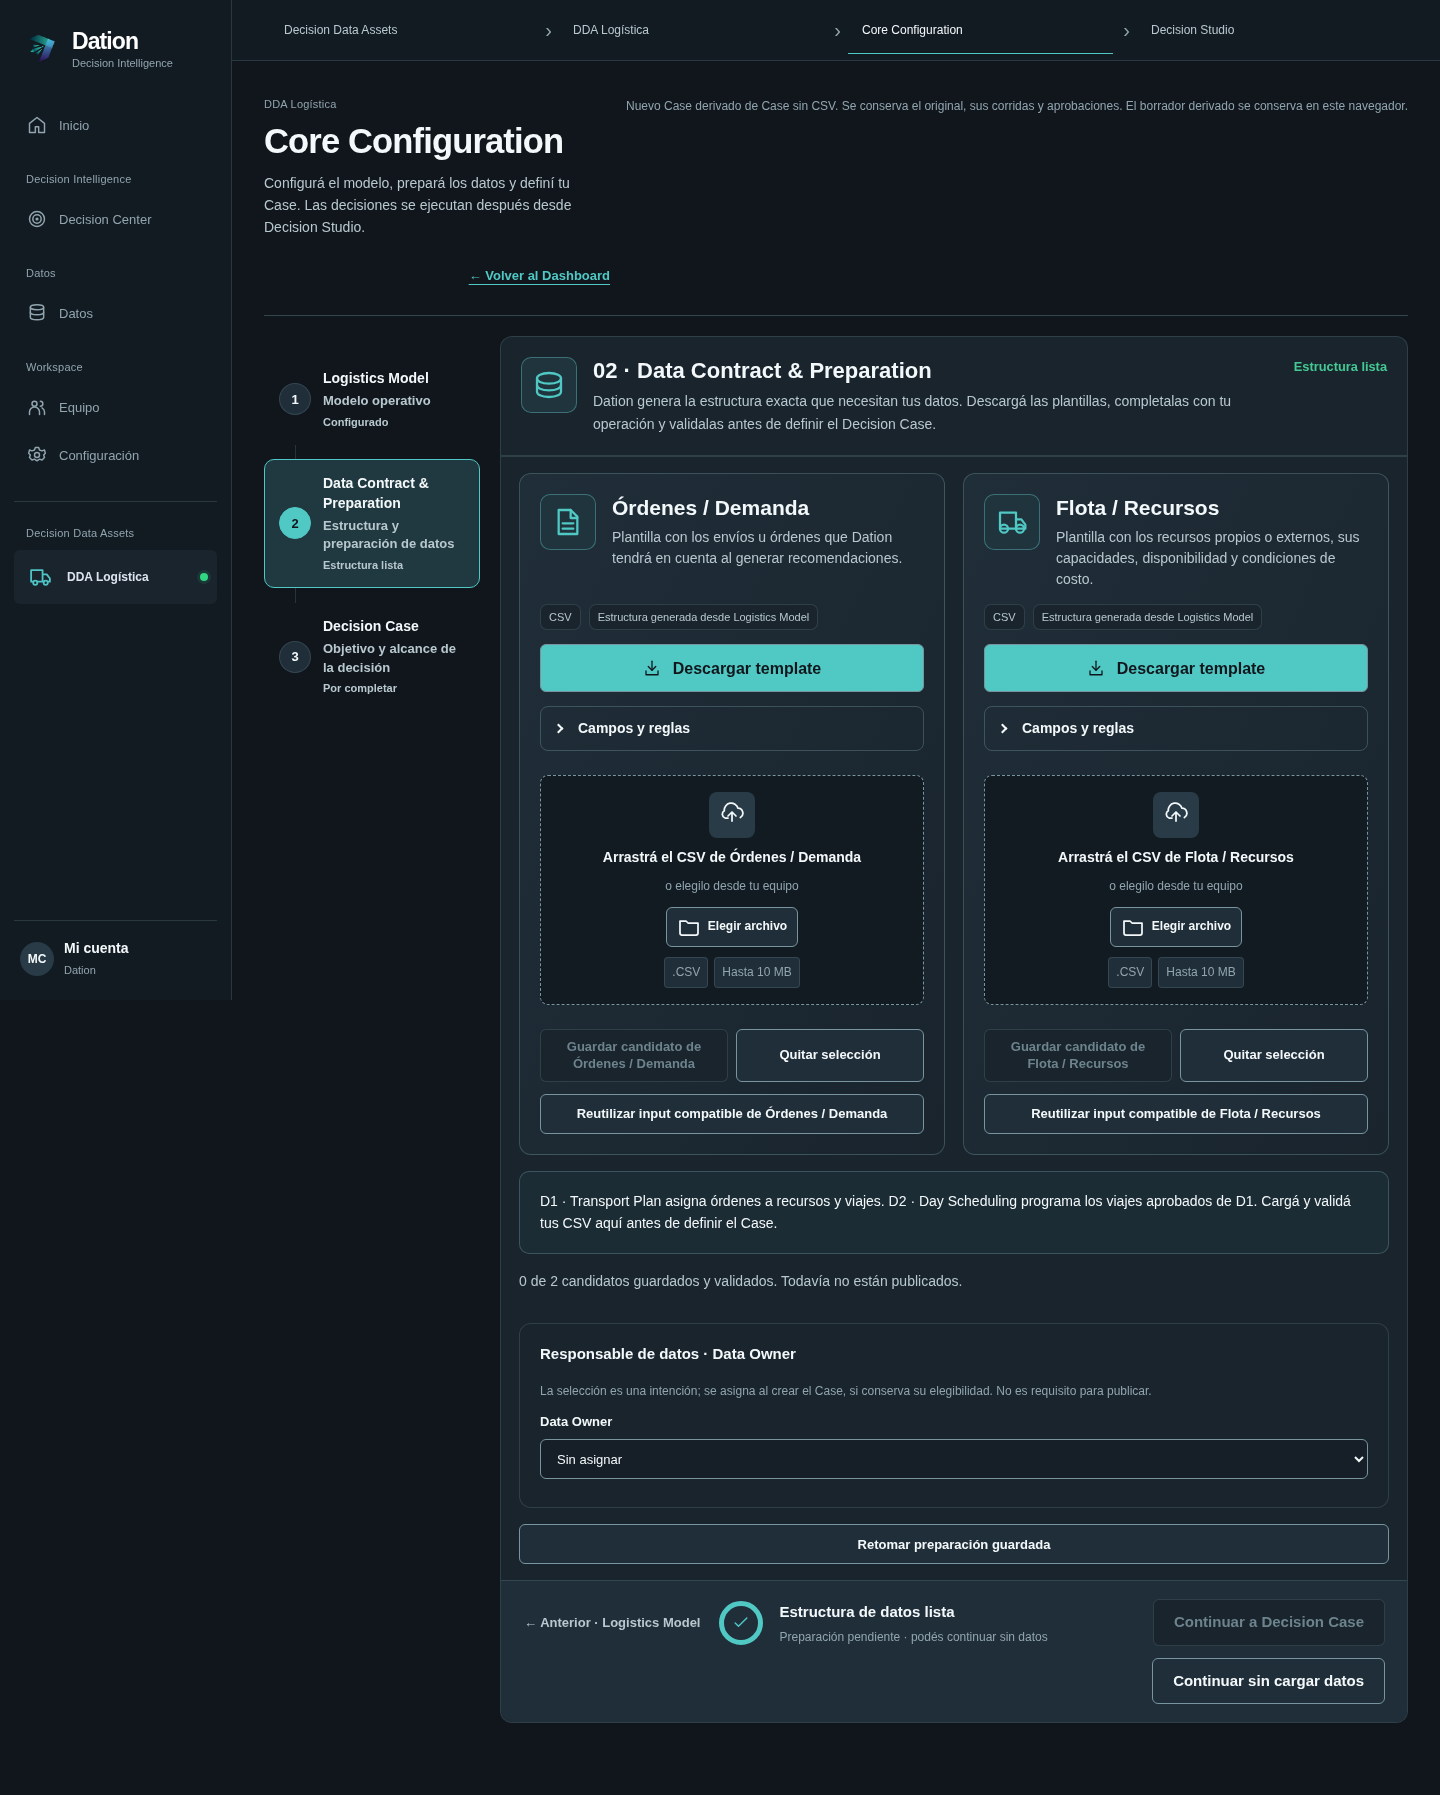 Dation
Decision Intelligence
Inicio
Decision Intelligence
Decision Center
Datos
Datos
Workspace
Equipo
Configuración
Decision Data Assets
DDA Logística
MC
Mi cuenta
Dation
Decision Data Assets
DDA Logística
Core Configuration
Decision Studio
DDA Logística
Core Configuration
Configurá el modelo, prepará los datos y definí tu
Case. Las decisiones se ejecutan después desde
Decision Studio.
Nuevo Case derivado de Case sin CSV. Se conserva el original, sus corridas y aprobaciones. El borrador derivado se conserva en este navegador.
← Volver al Dashboard
1
Logistics Model
Modelo operativo
Configurado
2
Data Contract &
Preparation
Estructura y
preparación de datos
Estructura lista
3
Decision Case
Objetivo y alcance de
la decisión
Por completar
02 · Data Contract & Preparation
Dation genera la estructura exacta que necesitan tus datos. Descargá las plantillas, completalas con tu
operación y validalas antes de definir el Decision Case.
Estructura lista
Órdenes / Demanda
Plantilla con los envíos u órdenes que Dation
tendrá en cuenta al generar recomendaciones.
CSV
Estructura generada desde Logistics Model
Descargar template
Campos y reglas
Arrastrá el CSV de Órdenes / Demanda
o elegilo desde tu equipo
Elegir archivo
.CSV
Hasta 10 MB
Guardar candidato de
Órdenes / Demanda
Quitar selección
Reutilizar input compatible de Órdenes / Demanda
Flota / Recursos
Plantilla con los recursos propios o externos, sus
capacidades, disponibilidad y condiciones de
costo.
CSV
Estructura generada desde Logistics Model
Descargar template
Campos y reglas
Arrastrá el CSV de Flota / Recursos
o elegilo desde tu equipo
Elegir archivo
.CSV
Hasta 10 MB
Guardar candidato de
Flota / Recursos
Quitar selección
Reutilizar input compatible de Flota / Recursos
D1 · Transport Plan asigna órdenes a recursos y viajes. D2 · Day Scheduling programa los viajes aprobados de D1. Cargá y validá
tus CSV aquí antes de definir el Case.
0 de 2 candidatos guardados y validados. Todavía no están publicados.
Responsable de datos · Data Owner
La selección es una intención; se asigna al crear el Case, si conserva su elegibilidad. No es requisito para publicar.
Data Owner
Sin asignar
Retomar preparación guardada
← Anterior · Logistics Model
Estructura de datos lista
Preparación pendiente · podés continuar sin datos
Continuar a Decision Case
Continuar sin cargar datos